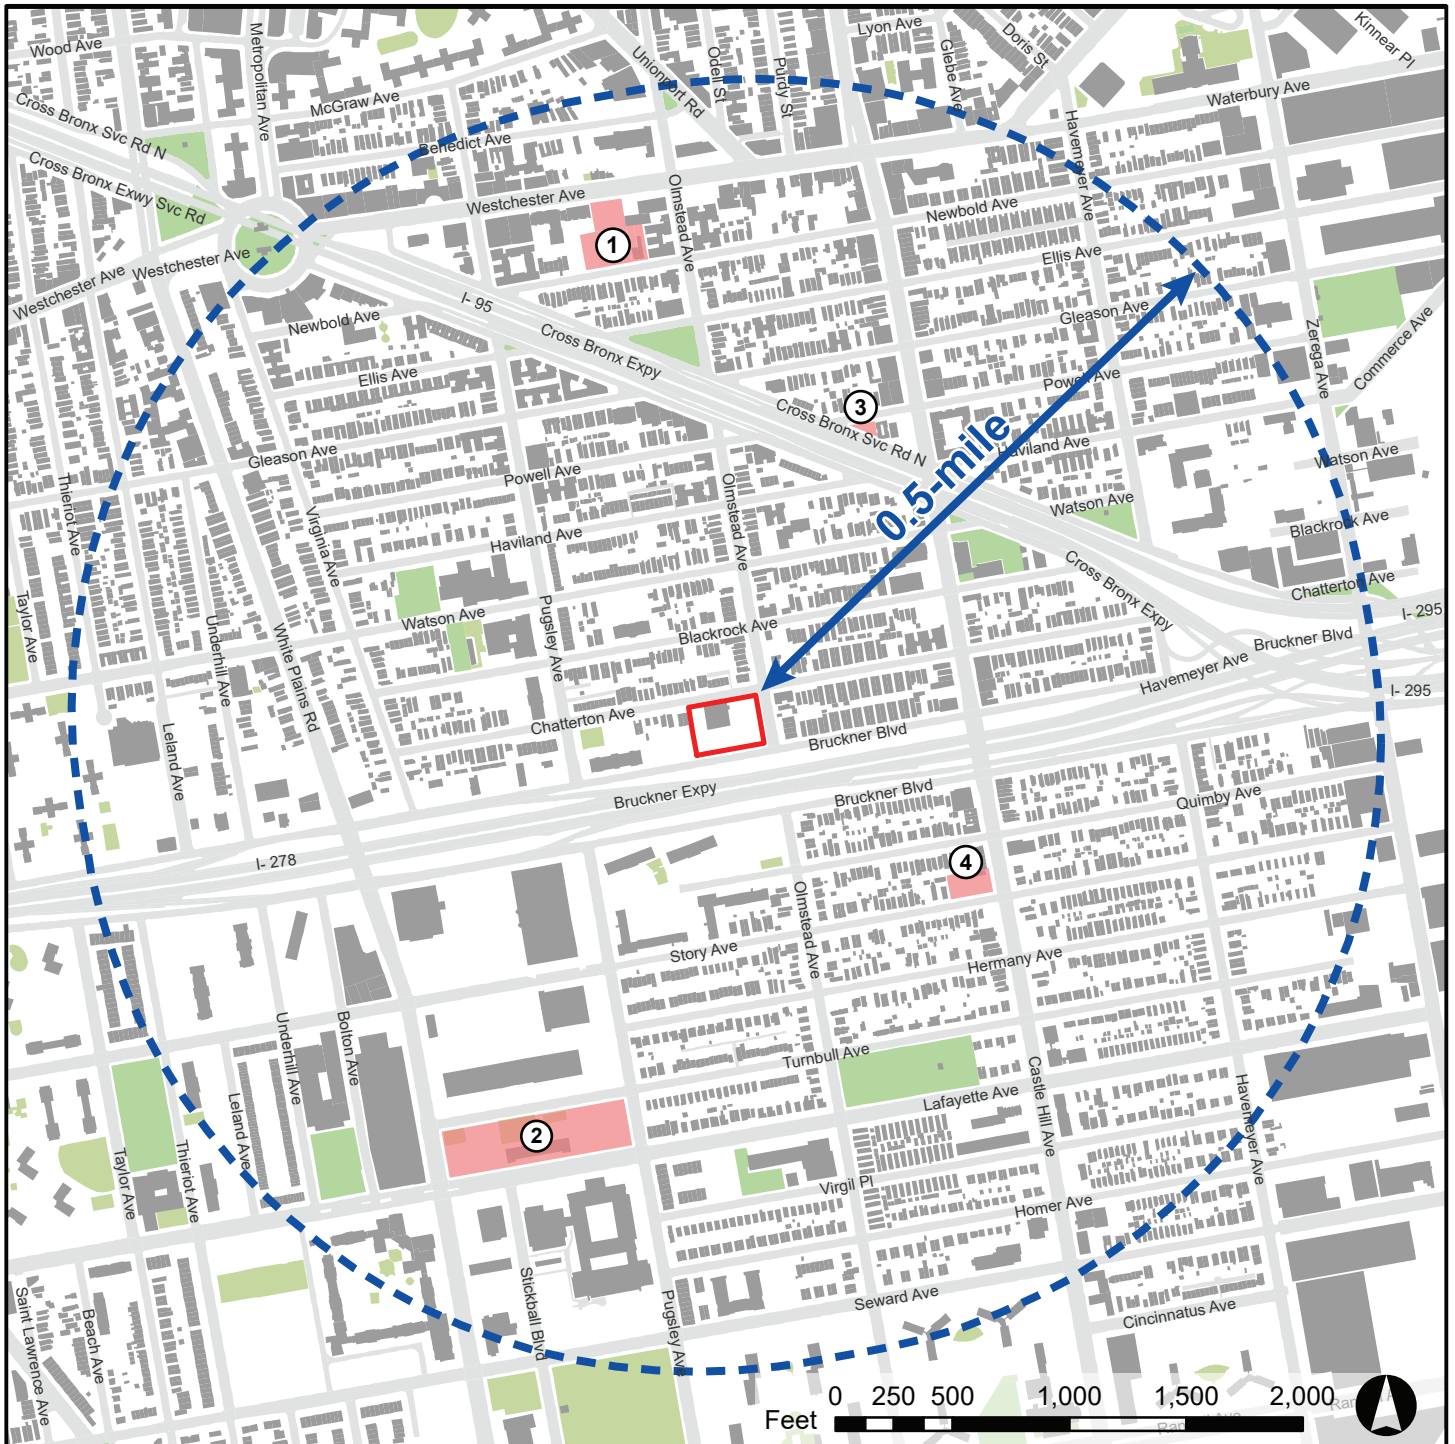 Wood Ave
Metropolitan Ave
McGraw Ave
Unionport Rd
Odell St
Purdy St
Lyon Ave
Glebe Ave
Doris St
Kinnear Pl
Waterbury Ave
Cross Bronx Svc Rd N
Benedict Ave
Havemeyer Ave
Cross Bronx Exwy Svc Rd
Westchester Ave
Olmstead Ave
Newbold Ave
1
Ellis Ave
Westchester Ave
Westchester Ave
I- 95
Gleason Ave
Newbold Ave
Cross Bronx Expy
Zerega Ave
Commerce Ave
Ellis Ave
Powell Ave
3
Cross Bronx Svc Rd N
Gleason Ave
Haviland Ave
Watson Ave
0.5-mile
Thieriot Ave
Powell Ave
Olmstead Ave
Watson Ave
Virginia Ave
Haviland Ave
Blackrock Ave
Cross Bronx Expy
Chatterton Ave
Taylor Ave
Underhill Ave
White Plains Rd
Watson Ave
Pugsley Ave
Blackrock Ave
I- 295
Bruckner Blvd
Havemeyer Ave
I- 295
Leland Ave
Chatterton Ave
Bruckner Blvd
Bruckner Expy
Bruckner Blvd
Quimby Ave
I- 278
4
Olmstead Ave
Story Ave
Hermany Ave
Underhill Ave
Bolton Ave
Turnbull Ave
Castle Hill Ave
Lafayette Ave
Havemeyer Ave
Leland Ave
2
Taylor Ave
Thieriot Ave
Virgil Pl
Homer Ave
Stickball Blvd
Pugsley Ave
Seward Ave
Cincinnatus Ave
Saint Lawrence Ave
Beach Ave
0 250 500 1,000 1,500 2,000
Feet